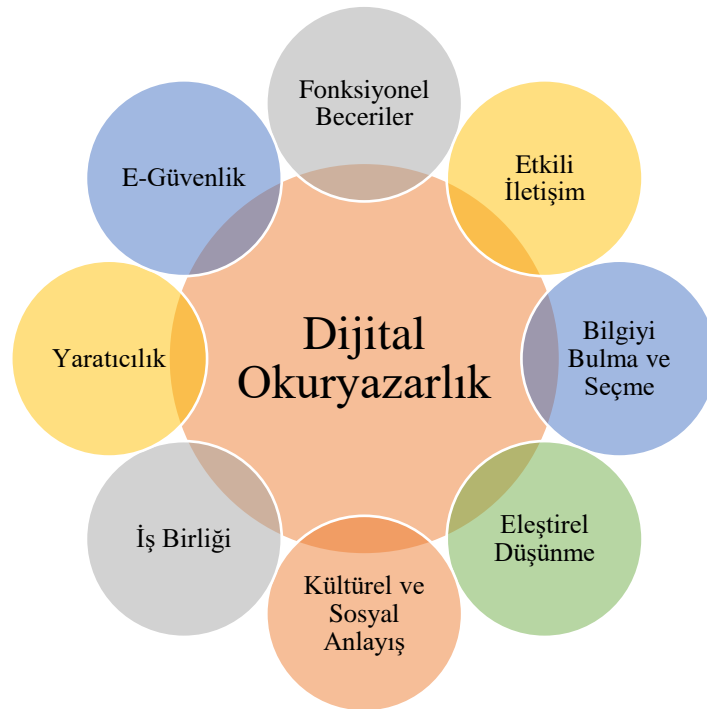 Fonksiyonel
Beceriler
Etkili
İletişim
Bilgiyi
Bulma ve
Seçme
Eleştirel
Düşünme
Kültürel ve
Sosyal
Anlayış
İş Birliği
Yaratıcılık
E-Güvenlik
Dijital
Okuryazarlık